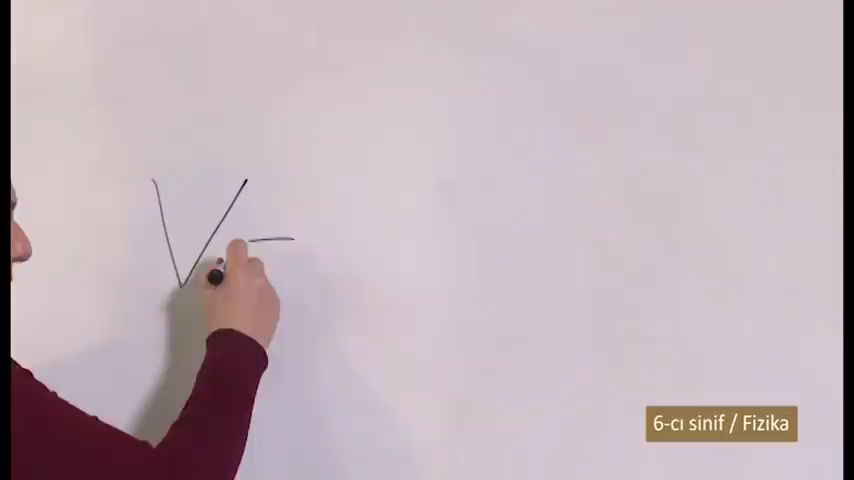 V =
6-cı sinif / Fizika